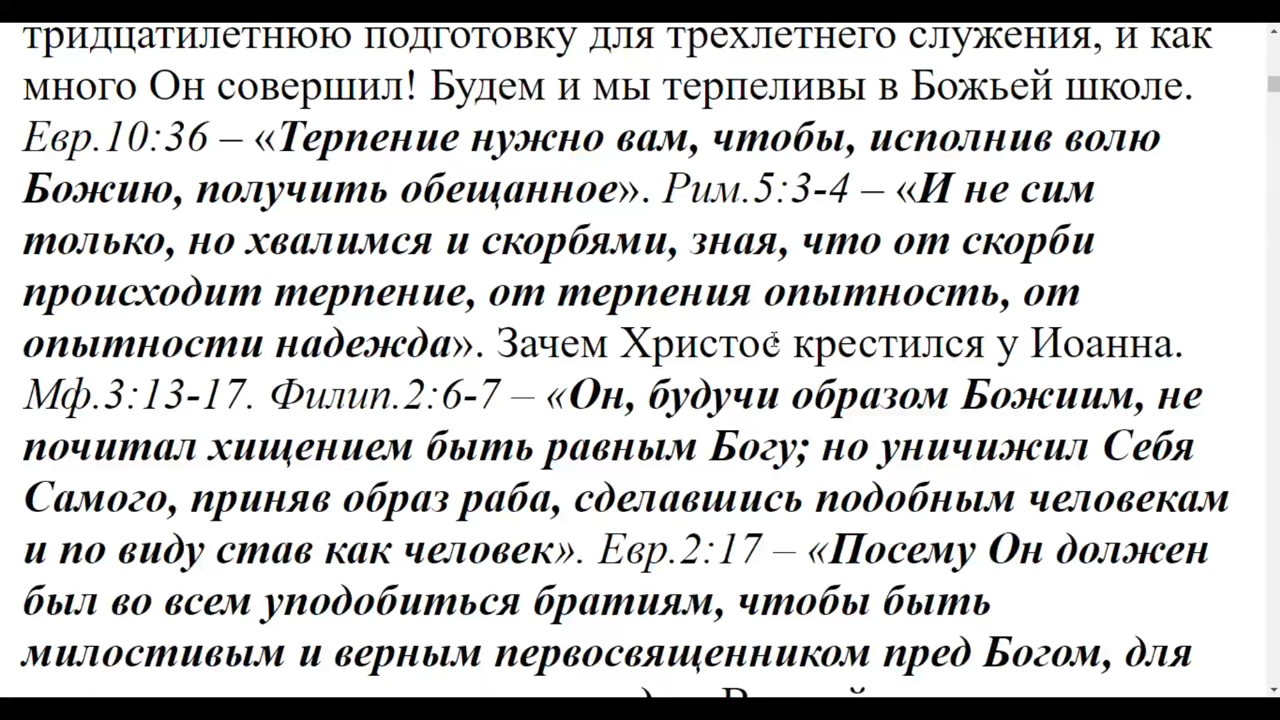 тридцатилетнюю подготовку для трехлетнего служения, и как
много Он совершил! Будем и мы терпеливы в Божьей школе.
Евр.10:36 – «Терпение нужно вам, чтобы, исполнив волю
Божию, получить обещанное». Рим.5:3-4 – «И не сим
только, но хвалимся и скорбями, зная, что от скорби
происходит терпение, от терпения опытность, от
опытности надежда». Зачем Христос крестился у Иоанна.
Мф.3:13-17. Филип.2:6-7 – «Он, будучи образом Божиим, не
почитал хищением быть равным Богу; но уничижил Себя
Самого, приняв образ раба, сделавшись подобным человекам
и по виду став как человек». Евр.2:17 – «Посему Он должен
был во всем уподобиться братиям, чтобы быть
милостивым и верным первосвященником пред Богом, для